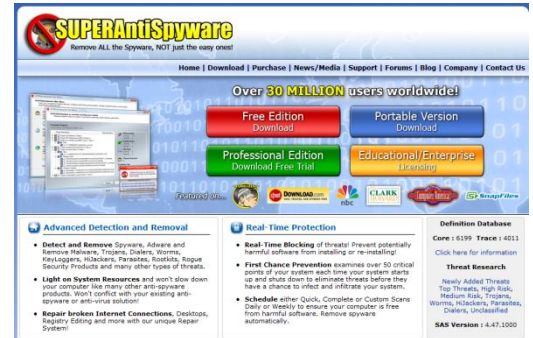 SUPERAntiSpyware
Remove ALL the Spyware, NOT just the easy ones!
Home | Download | Purchase | News/Media | Support | Forums | Blog | Company | Contact Us
Over 30 MILLION users worldwide!
Free Edition
Download
Portable Version
Download
Professional Edition
Download Free Trial
Educational/Enterprise
Licensing
Featured on...
DOWNLOAD.com
nbc
CLARK
Computer America
SnapFiles
Advanced Detection and Removal
• Detect and Remove Spyware, Adware and
Remove Malware, Trojans, Dialers, Worms,
KeyLoggers, HiJackers, Parasites, Rootkits, Rogue
Security Products and many other types of threats.
• Light on System Resources and won't slow down
your computer like many other anti-spyware
products. Won't conflict with your existing anti-
spyware or anti-virus solution!
• Repair broken Internet Connections, Desktops,
Registry Editing and more with our unique Repair
System!
Real-Time Protection
• Real-Time Blocking of threats! Prevent potentially
harmful software from installing or re-installing!
• First Chance Prevention examines over 50 critical
points of your system each time your system starts
up and shuts down to eliminate threats before they
have a chance to infect and infiltrate your system.
• Schedule either Quick, Complete or Custom Scans
Daily or Weekly to ensure your computer is free
from harmful software. Remove spyware
automatically.
Definition Database
Core : 6199 Trace : 4011
Click here for information
Threat Research
Newly Added Threats
Top Threats, High Risk,
Medium Risk, Trojans,
Worms, HiJackers, Parasites,
Dialers, Unclassified
SAS Version : 4.47.1000